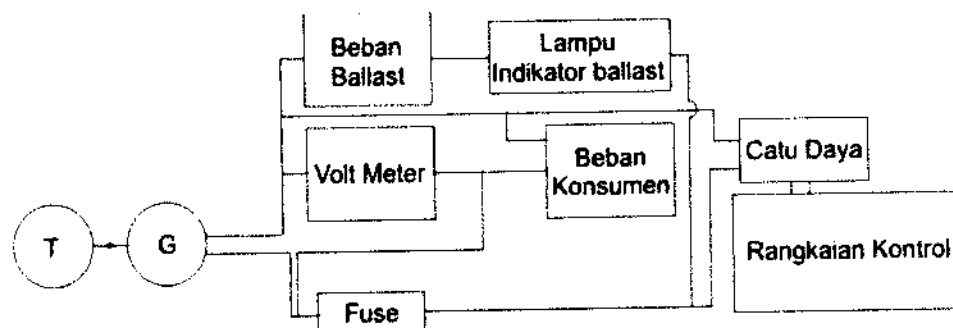 Beban
Ballast
Lampu
Indikator ballast
Volt Meter
Beban
Konsumen
Catu Daya
T
G
Rangkaian Kontrol
Fuse